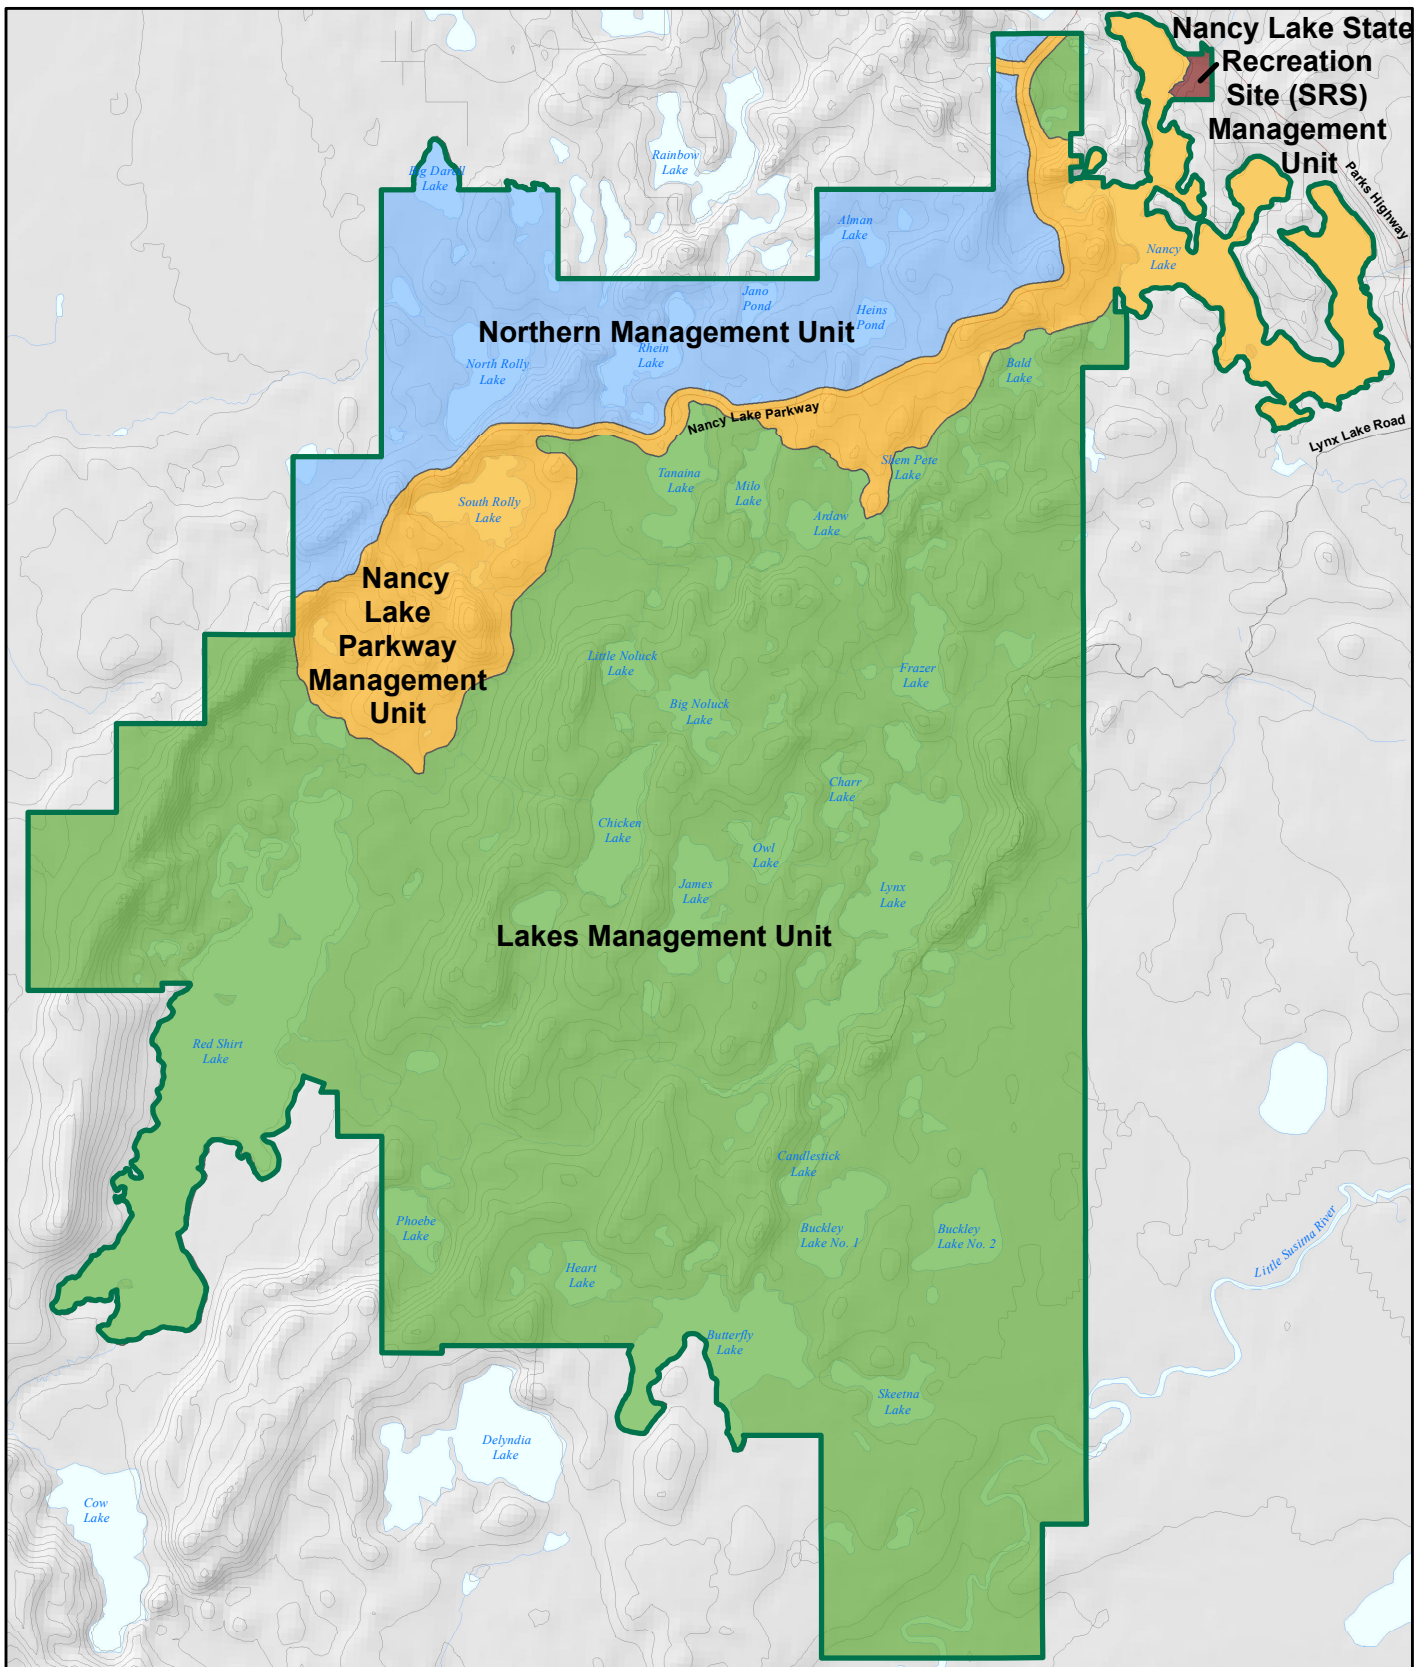 Nancy Lake State
Recreation
Site (SRS)
Management
Unit
Parks Highway
Rainbow
Lake
Big Darell
Lake
Alman
Lake
Nancy
Lake
Jano
Pond
Heins
Pond
Northern Management Unit
Rhein
Lake
North Rolly
Lake
Bald
Lake
Nancy Lake Parkway
Lynx Lake Road
Shem Pete
Lake
Tanaina
Lake
Milo
Lake
South Rolly
Lake
Ardaw
Lake
Nancy
Lake
Parkway
Management
Unit
Little Noluck
Lake
Frazer
Lake
Big Noluck
Lake
Charr
Lake
Chicken
Lake
Owl
Lake
James
Lake
Lynx
Lake
Lakes Management Unit
Red Shirt
Lake
Candlestick
Lake
Phoebe
Lake
Buckley
Lake No. 1
Buckley
Lake No. 2
Little Susitna River
Heart
Lake
Butterfly
Lake
Skeetna
Lake
Delyndia
Lake
Cow
Lake